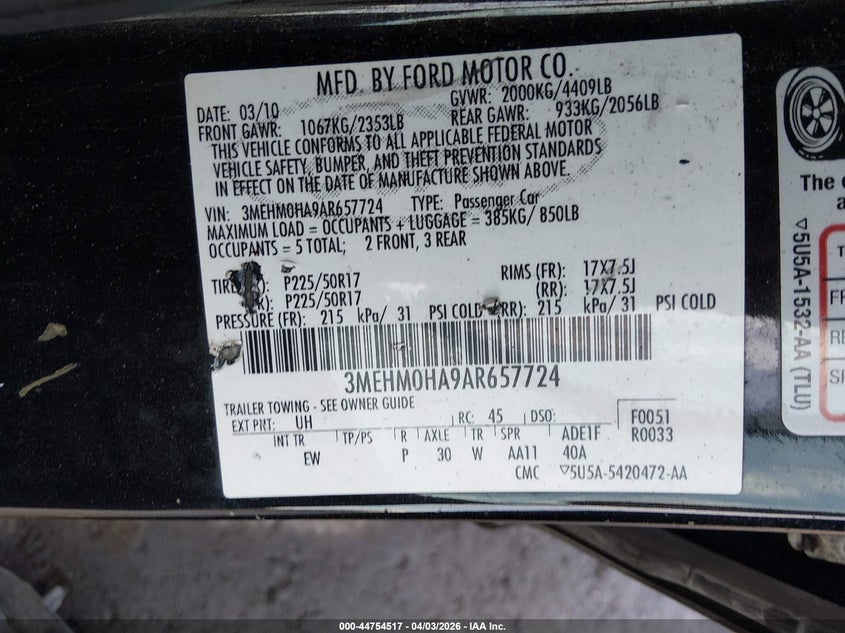 MFD. BY FORD MOTOR CO.
DATE: 03/10 GVWR: 2000KG/4409LB
FRONT GAWR: 1067KG/2353LB REAR GAWR: 933KG/2056LB
THIS VEHICLE CONFORMS TO ALL APPLICABLE FEDERAL MOTOR
VEHICLE SAFETY, BUMPER, AND THEFT PREVENTION STANDARDS
IN EFFECT ON THE DATE OF MANUFACTURE SHOWN ABOVE.
VIN: 3MEHM0HA9AR657724 TYPE: Passenger Car
MAXIMUM LOAD = OCCUPANTS + LUGGAGE = 385KG/ 850LB
OCCUPANTS = 5 TOTAL; 2 FRONT, 3 REAR
P225/50R17 RIMS (FR): 17X7.5J
P225/50R17 (RR): 17X7.5J
PRESSURE (FR): 215 kPa/ 31 PSI COLD (RR): 215 kPa/ 31 PSI COLD
3MEHM0HA9AR657724
TRAILER TOWING - SEE OWNER GUIDE
EXT PNT: UH RC: 45 DSO: F0051
INT TR TP/PS R AXLE TR SPR ADE1F R0033
EW P 30 W AA11 40A
CMC ▽5U5A-5420472-AA
The
▽5U5A-1532-AA (TLU)
000-44754517 - 04/03/2026 - IAA Inc.